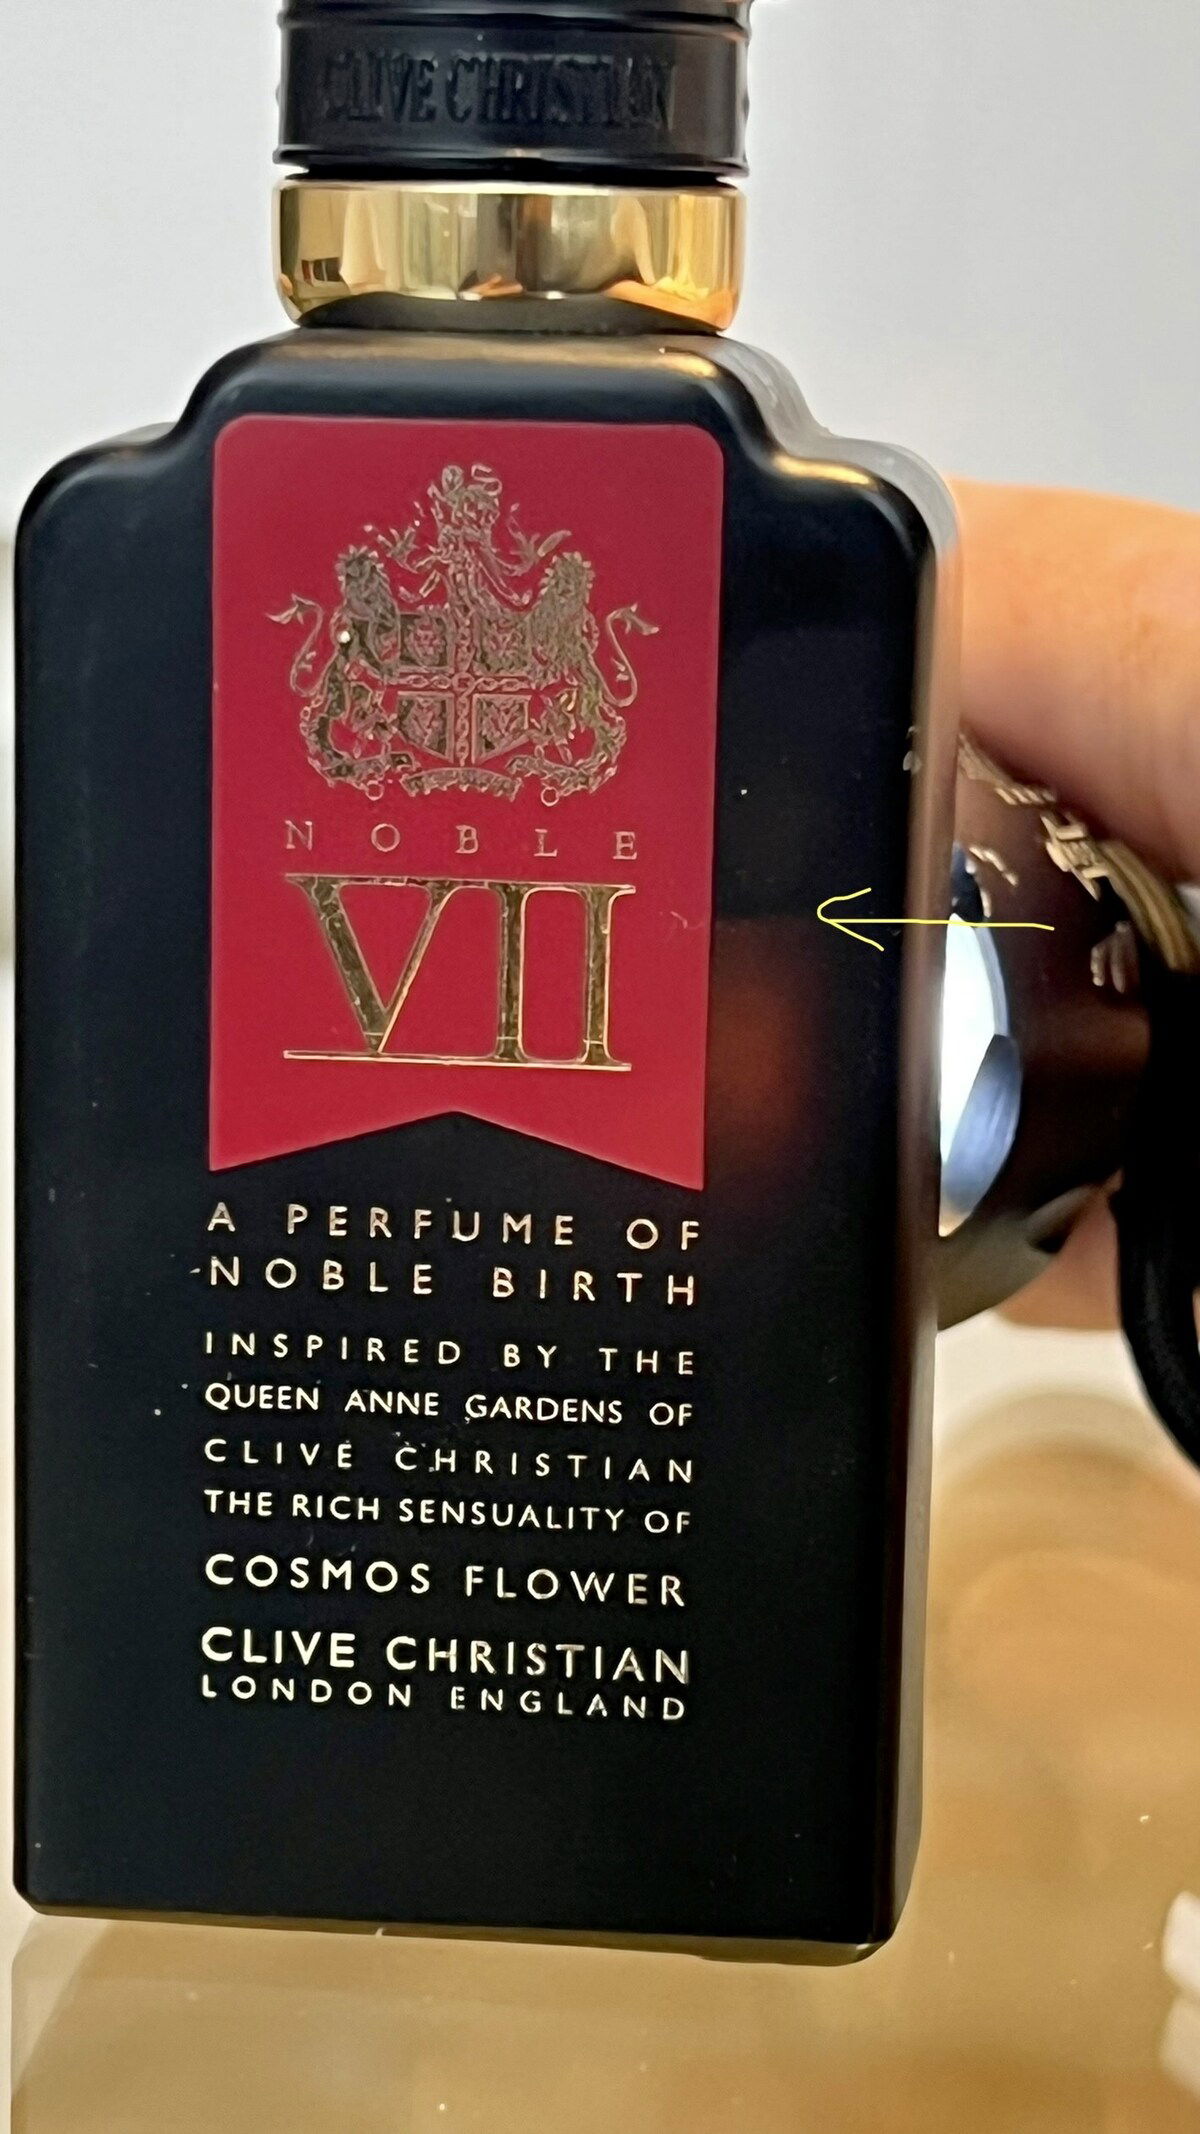 CLIVE CHRISTIAN
NOBLE
VII
A PERFUME OF
NOBLE BIRTH
INSPIRED BY THE
QUEEN ANNE GARDENS OF
CLIVE CHRISTIAN
THE RICH SENSUALITY OF
COSMOS FLOWER
CLIVE CHRISTIAN
LONDON ENGLAND